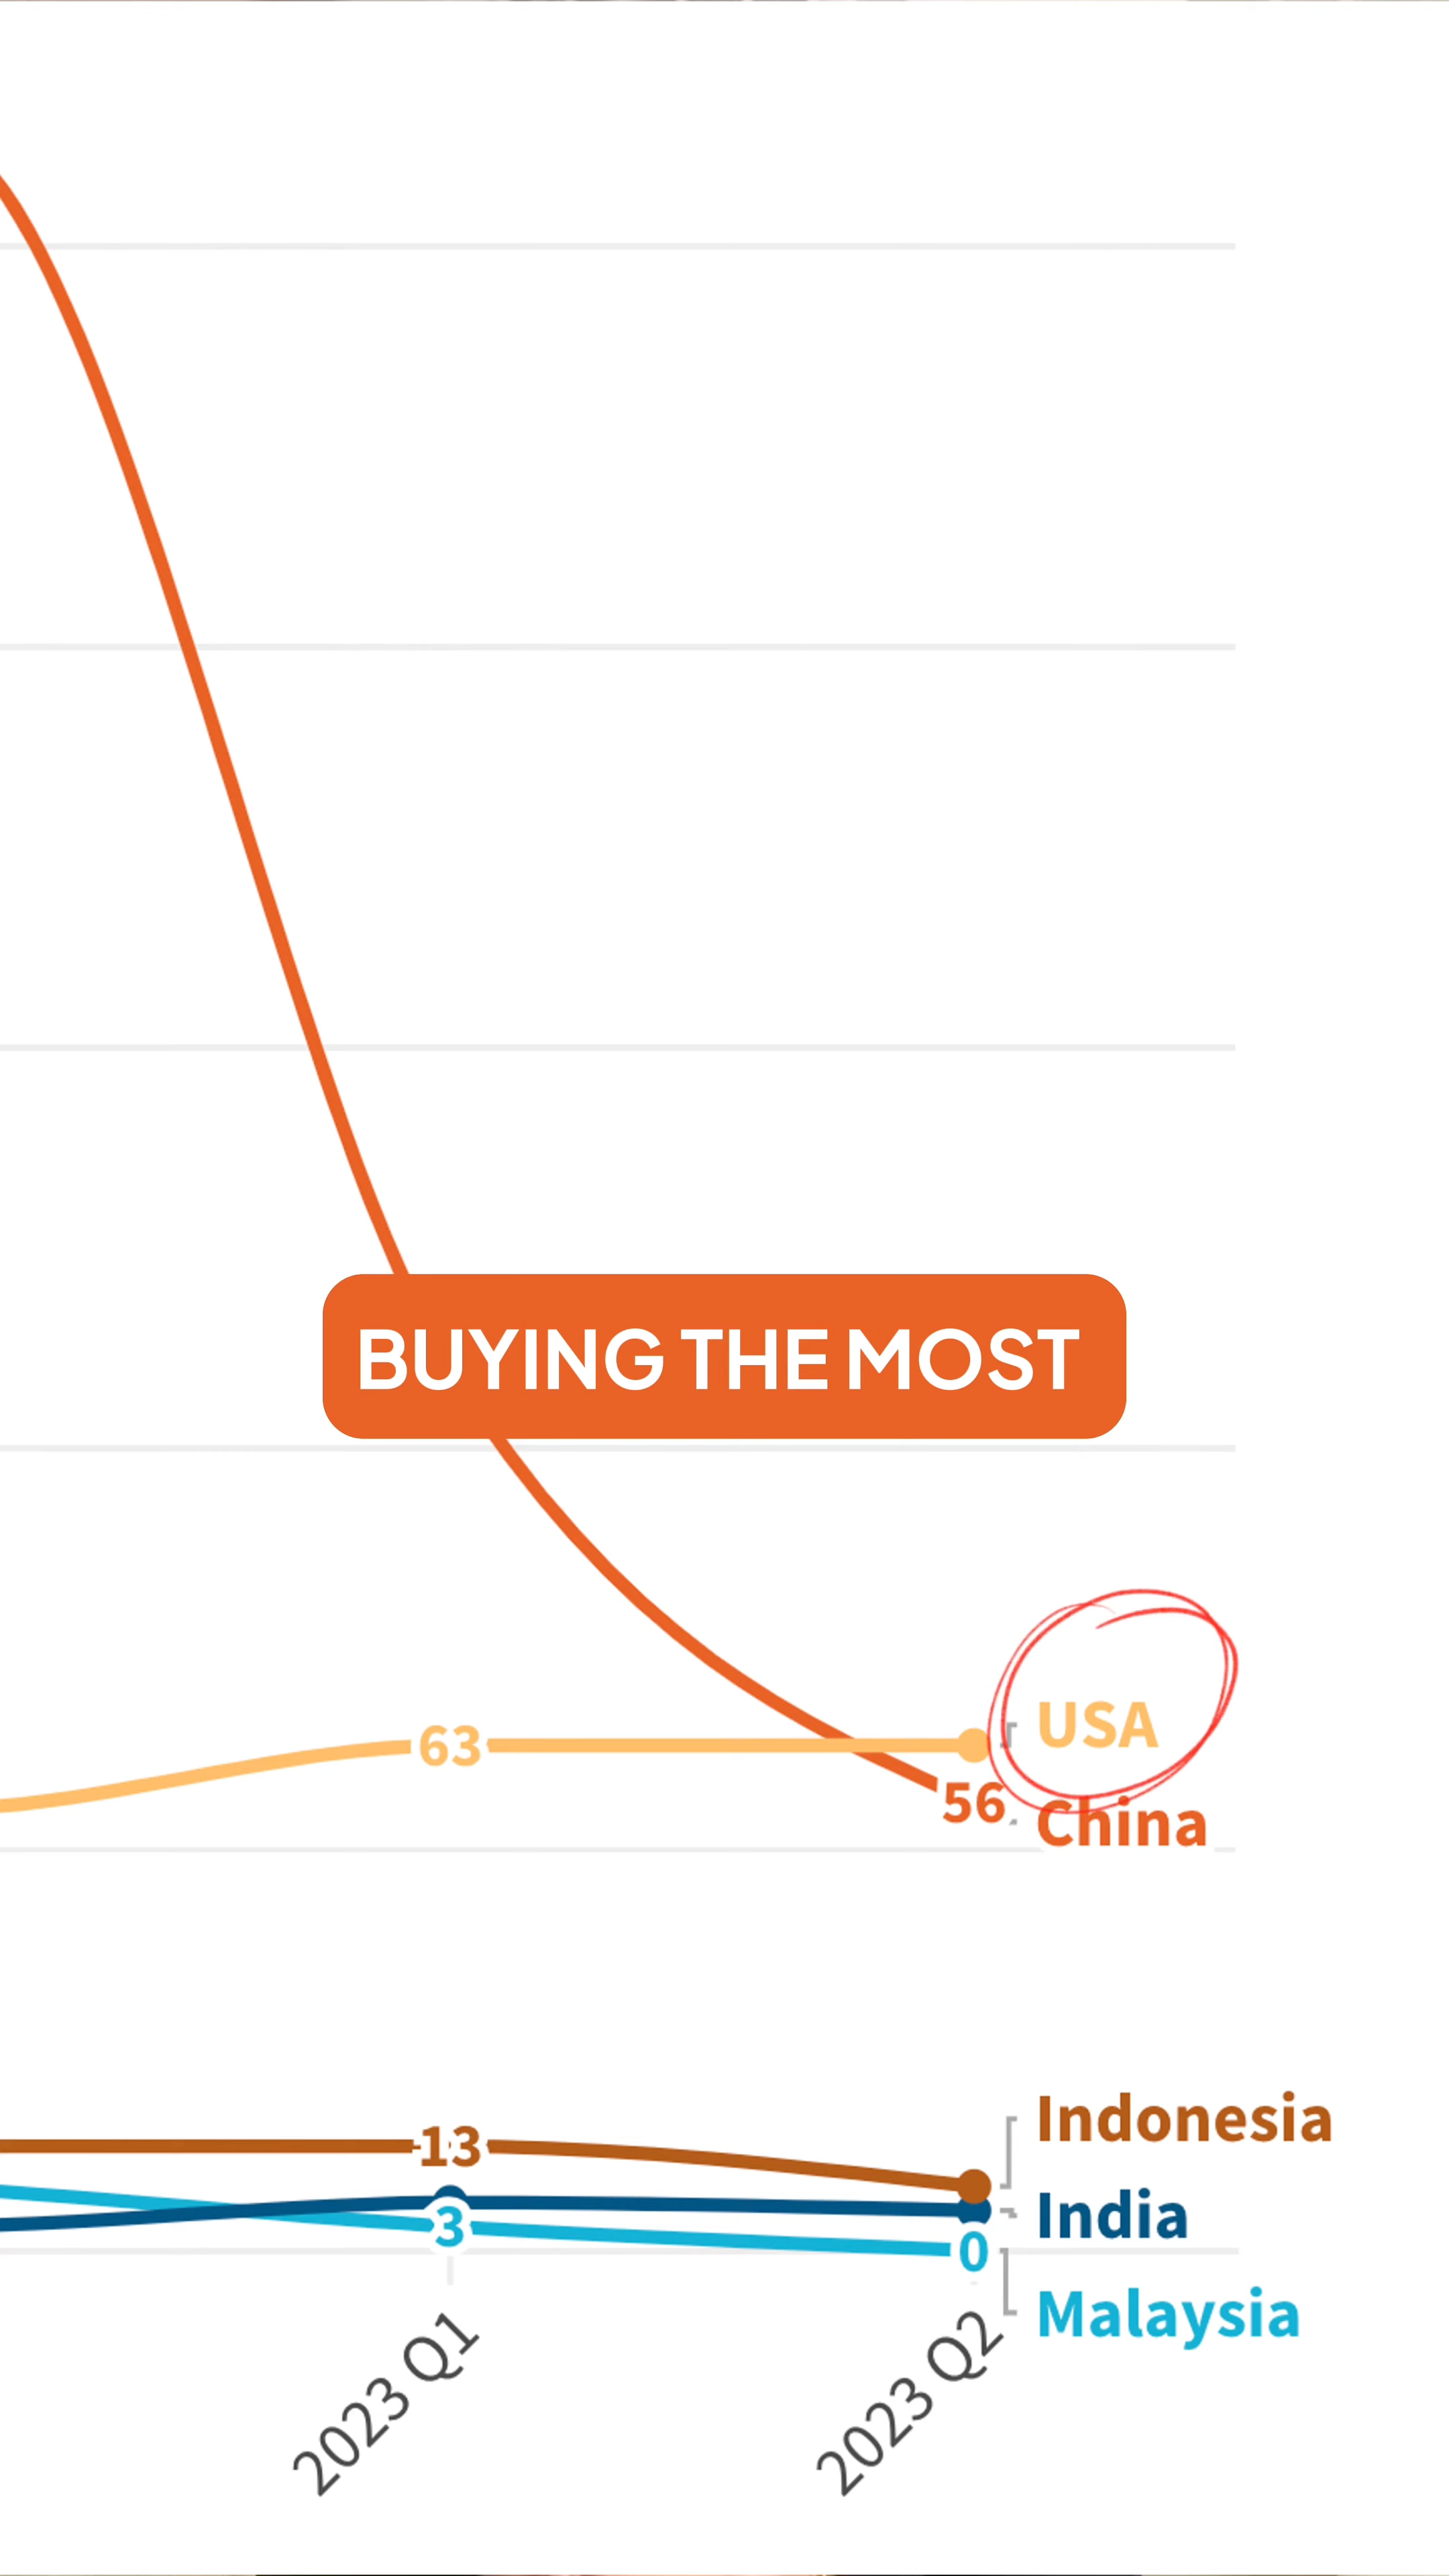 BUYING THE MOST
USA
63
56
China
Indonesia
13
India
3
0
Malaysia
2023 Q1
2023 Q2